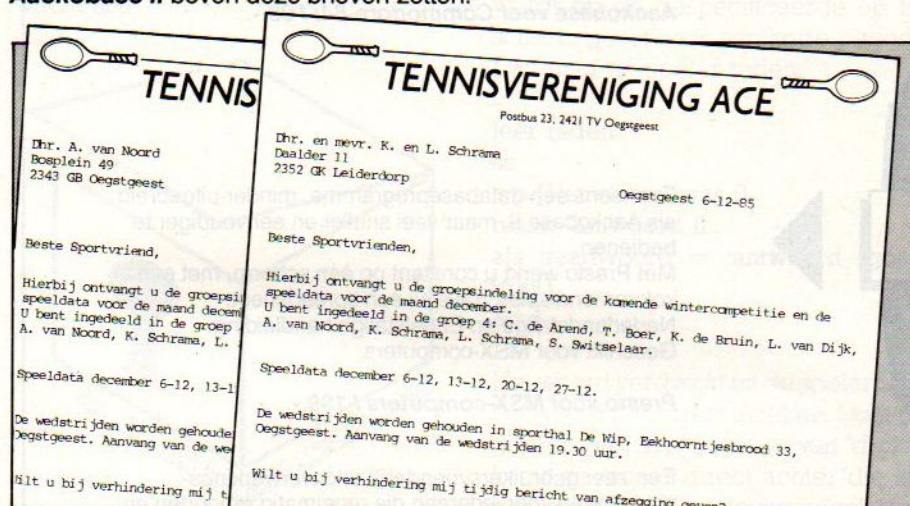 Aackobase II boven deze brieven zetten.
TENNIS
Dhr. A. van Noord
Bosplein 49
2343 GB Oegstgeest
Beste Sportvriend,
Hierbij ontvangt u de groepsi
speeldata voor de maand decem
U bent ingedeeld in de groep
A. van Noord, K. Schrama, L.
Speeldata december 6-12, 13-1
De wedstrijden worden gehoude
Oegstgeest. Aanvang van de we
Wilt u bij verhindering mij t
TENNISVERENIGING ACE
Postbus 23, 2421 TV Oegstgeest
Dhr. en mevr. K. en L. Schrama
Daalder 11
2352 GK Leiderdorp
Oegstgeest 6-12-85
Beste Sportvrienden,
Hierbij ontvangt u de groepsindeling voor de komende wintercompetitie en de
speeldata voor de maand december.
U bent ingedeeld in de groep 4: C. de Arend, T. Boer, K. de Bruin, L. van Dijk,
A. van Noord, K. Schrama, L. Schrama, S. Switselaar.
Speeldata december 6-12, 13-12, 20-12, 27-12.
De wedstrijden worden gehouden in sporthal De Wip, Eekhoorntjesbrood 33,
Oegstgeest. Aanvang van de wedstrijden 19.30 uur.
Wilt u bij verhindering mij tijdig bericht van afzegging geven?